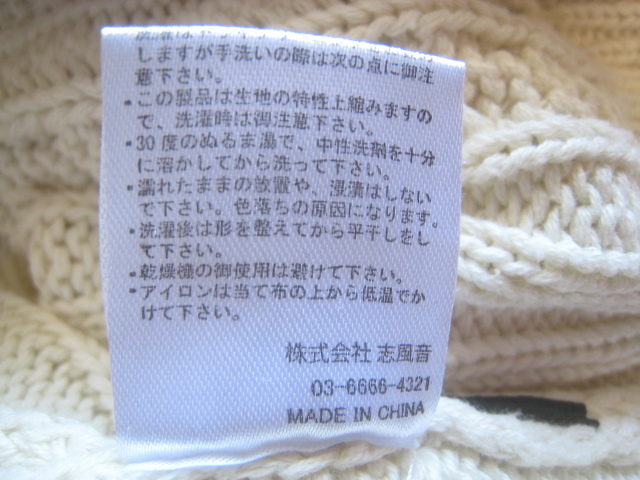 しますが手洗いの際は次の点に御注
意下さい。
・この製品は生地の特性上縮みますの
で、洗濯時は御注意下さい。
・30度のぬるま湯で、中性洗剤を十分
に溶かしてから洗って下さい。
・濡れたままの放置や、浸漬はしない
で下さい。色落ちの原因になります。
・洗濯後は形を整えてから平干しをし
て下さい。
・乾燥機の御使用は避けて下さい。
・アイロンは当て布の上から低温でか
けて下さい。
株式会社 志風音
03-6666-4321
MADE IN CHINA